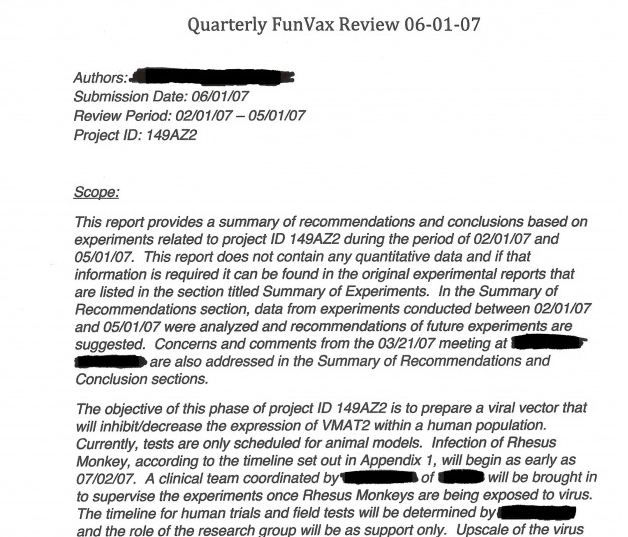 Quarterly FunVax Review 06-01-07
Authors:
Submission Date: 06/01/07
Review Period: 02/01/07 – 05/01/07
Project ID: 149AZ2
Scope:
This report provides a summary of recommendations and conclusions based on
experiments related to project ID 149AZ2 during the period of 02/01/07 and
05/01/07. This report does not contain any quantitative data and if that
information is required it can be found in the original experimental reports that
are listed in the section titled Summary of Experiments. In the Summary of
Recommendations section, data from experiments conducted between 02/01/07
and 05/01/07 were analyzed and recommendations of future experiments are
suggested. Concerns and comments from the 03/21/07 meeting at
are also addressed in the Summary of Recommendations and
Conclusion sections.
The objective of this phase of project ID 149AZ2 is to prepare a viral vector that
will inhibit/decrease the expression of VMAT2 within a human population.
Currently, tests are only scheduled for animal models. Infection of Rhesus
Monkey, according to the timeline set out in Appendix 1, will begin as early as
07/02/07. A clinical team coordinated by of will be brought in
to supervise the experiments once Rhesus Monkeys are being exposed to virus.
The timeline for human trials and field tests will be determined by
and the role of the research group will be as support only. Upscale of the virus